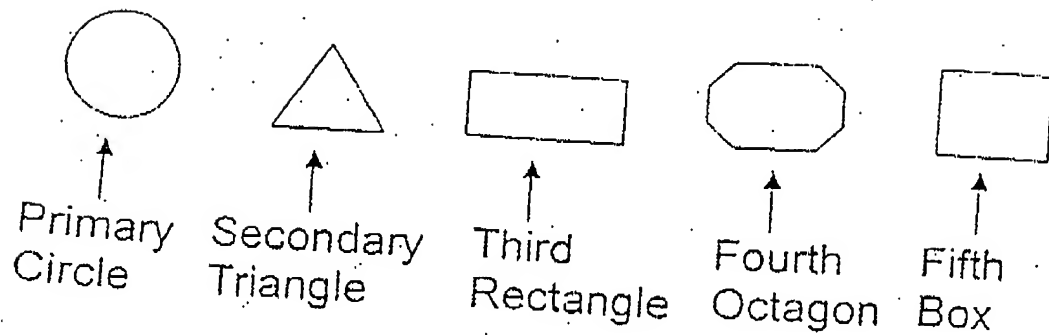 Primary
Circle
Secondary
Triangle
Third
Rectangle
Fourth
Octagon
Fifth
Box